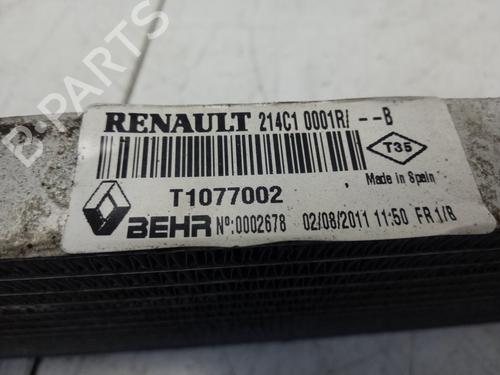 RENAULT 214C1 0001R/ --B
T35
Made in Spain
T1077002
BEHR Nº:0002678 02/08/2011 11:50 FR 1/B
B PARTS